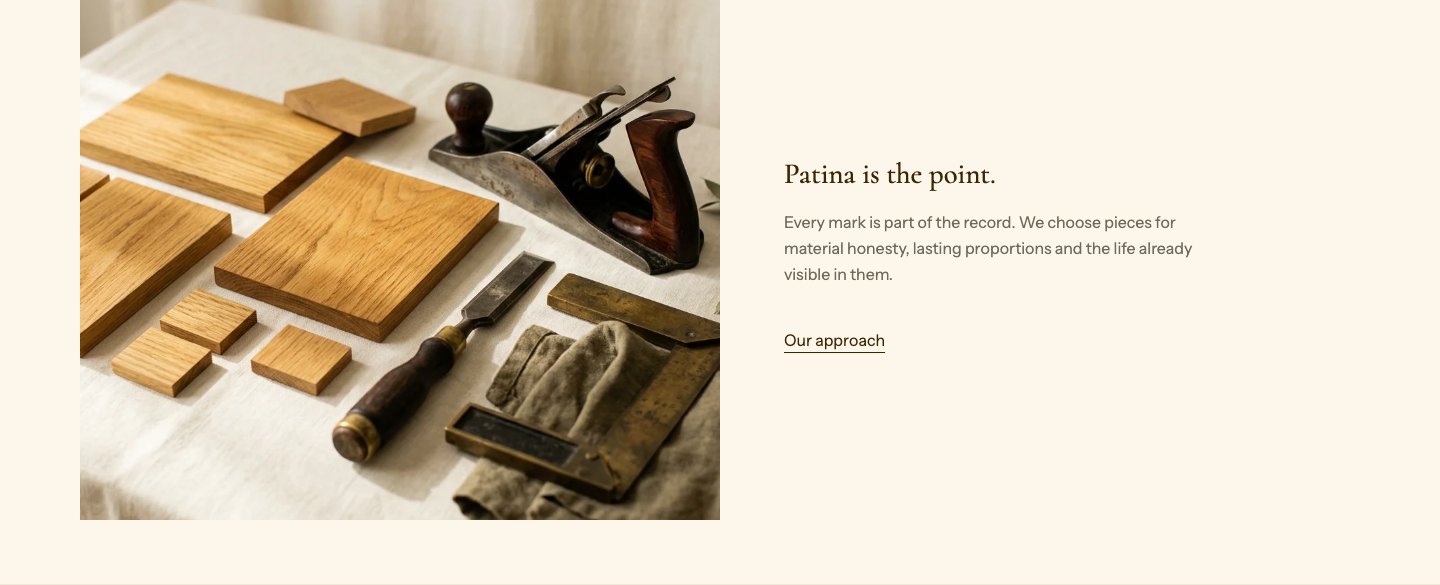 Patina is the point.
Every mark is part of the record. We choose pieces for
material honesty, lasting proportions and the life already
visible in them.
Our approach